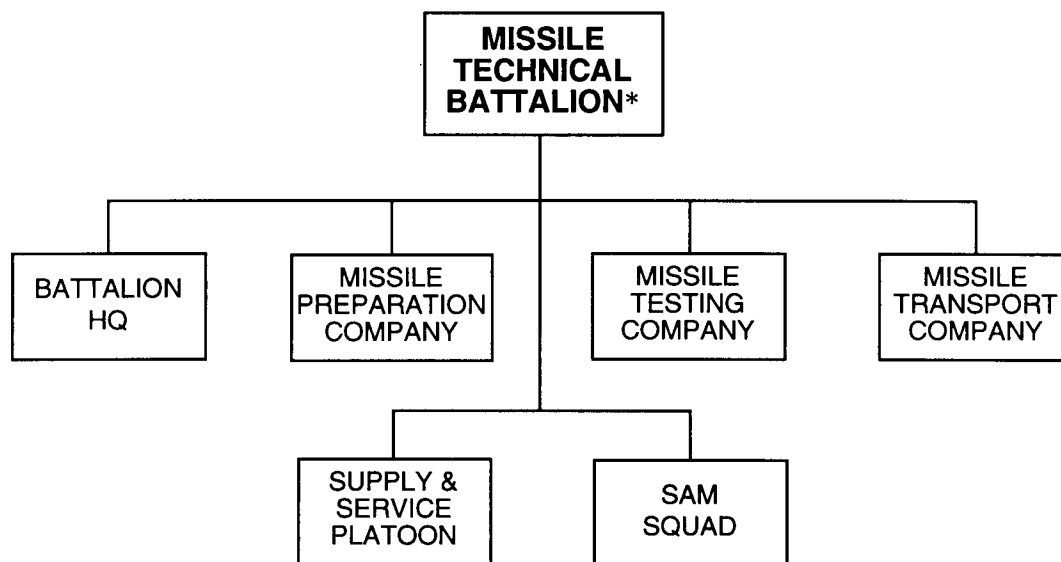 MISSILE
TECHNICAL
BATTALION*
BATTALION
HQ
MISSILE
PREPARATION
COMPANY
MISSILE
TESTING
COMPANY
MISSILE
TRANSPORT
COMPANY
SUPPLY &
SERVICE
PLATOON
SAM
SQUAD